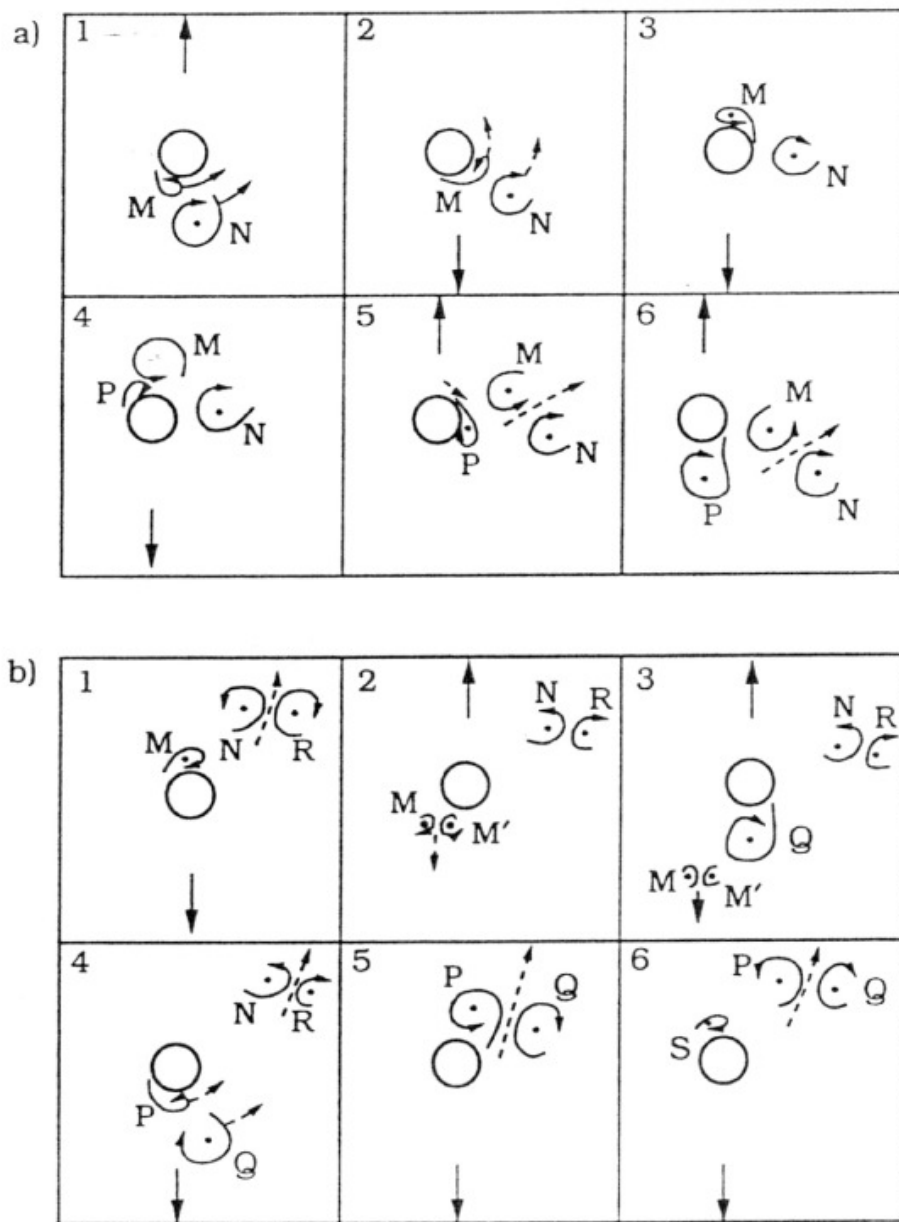 a) 1 2 3
M N M N M N
4 5 6
M P N M P N M P N
b) 1 2 3
M N R N R M M′ N R Q M M′
4 5 6
N R P Q P Q P Q S